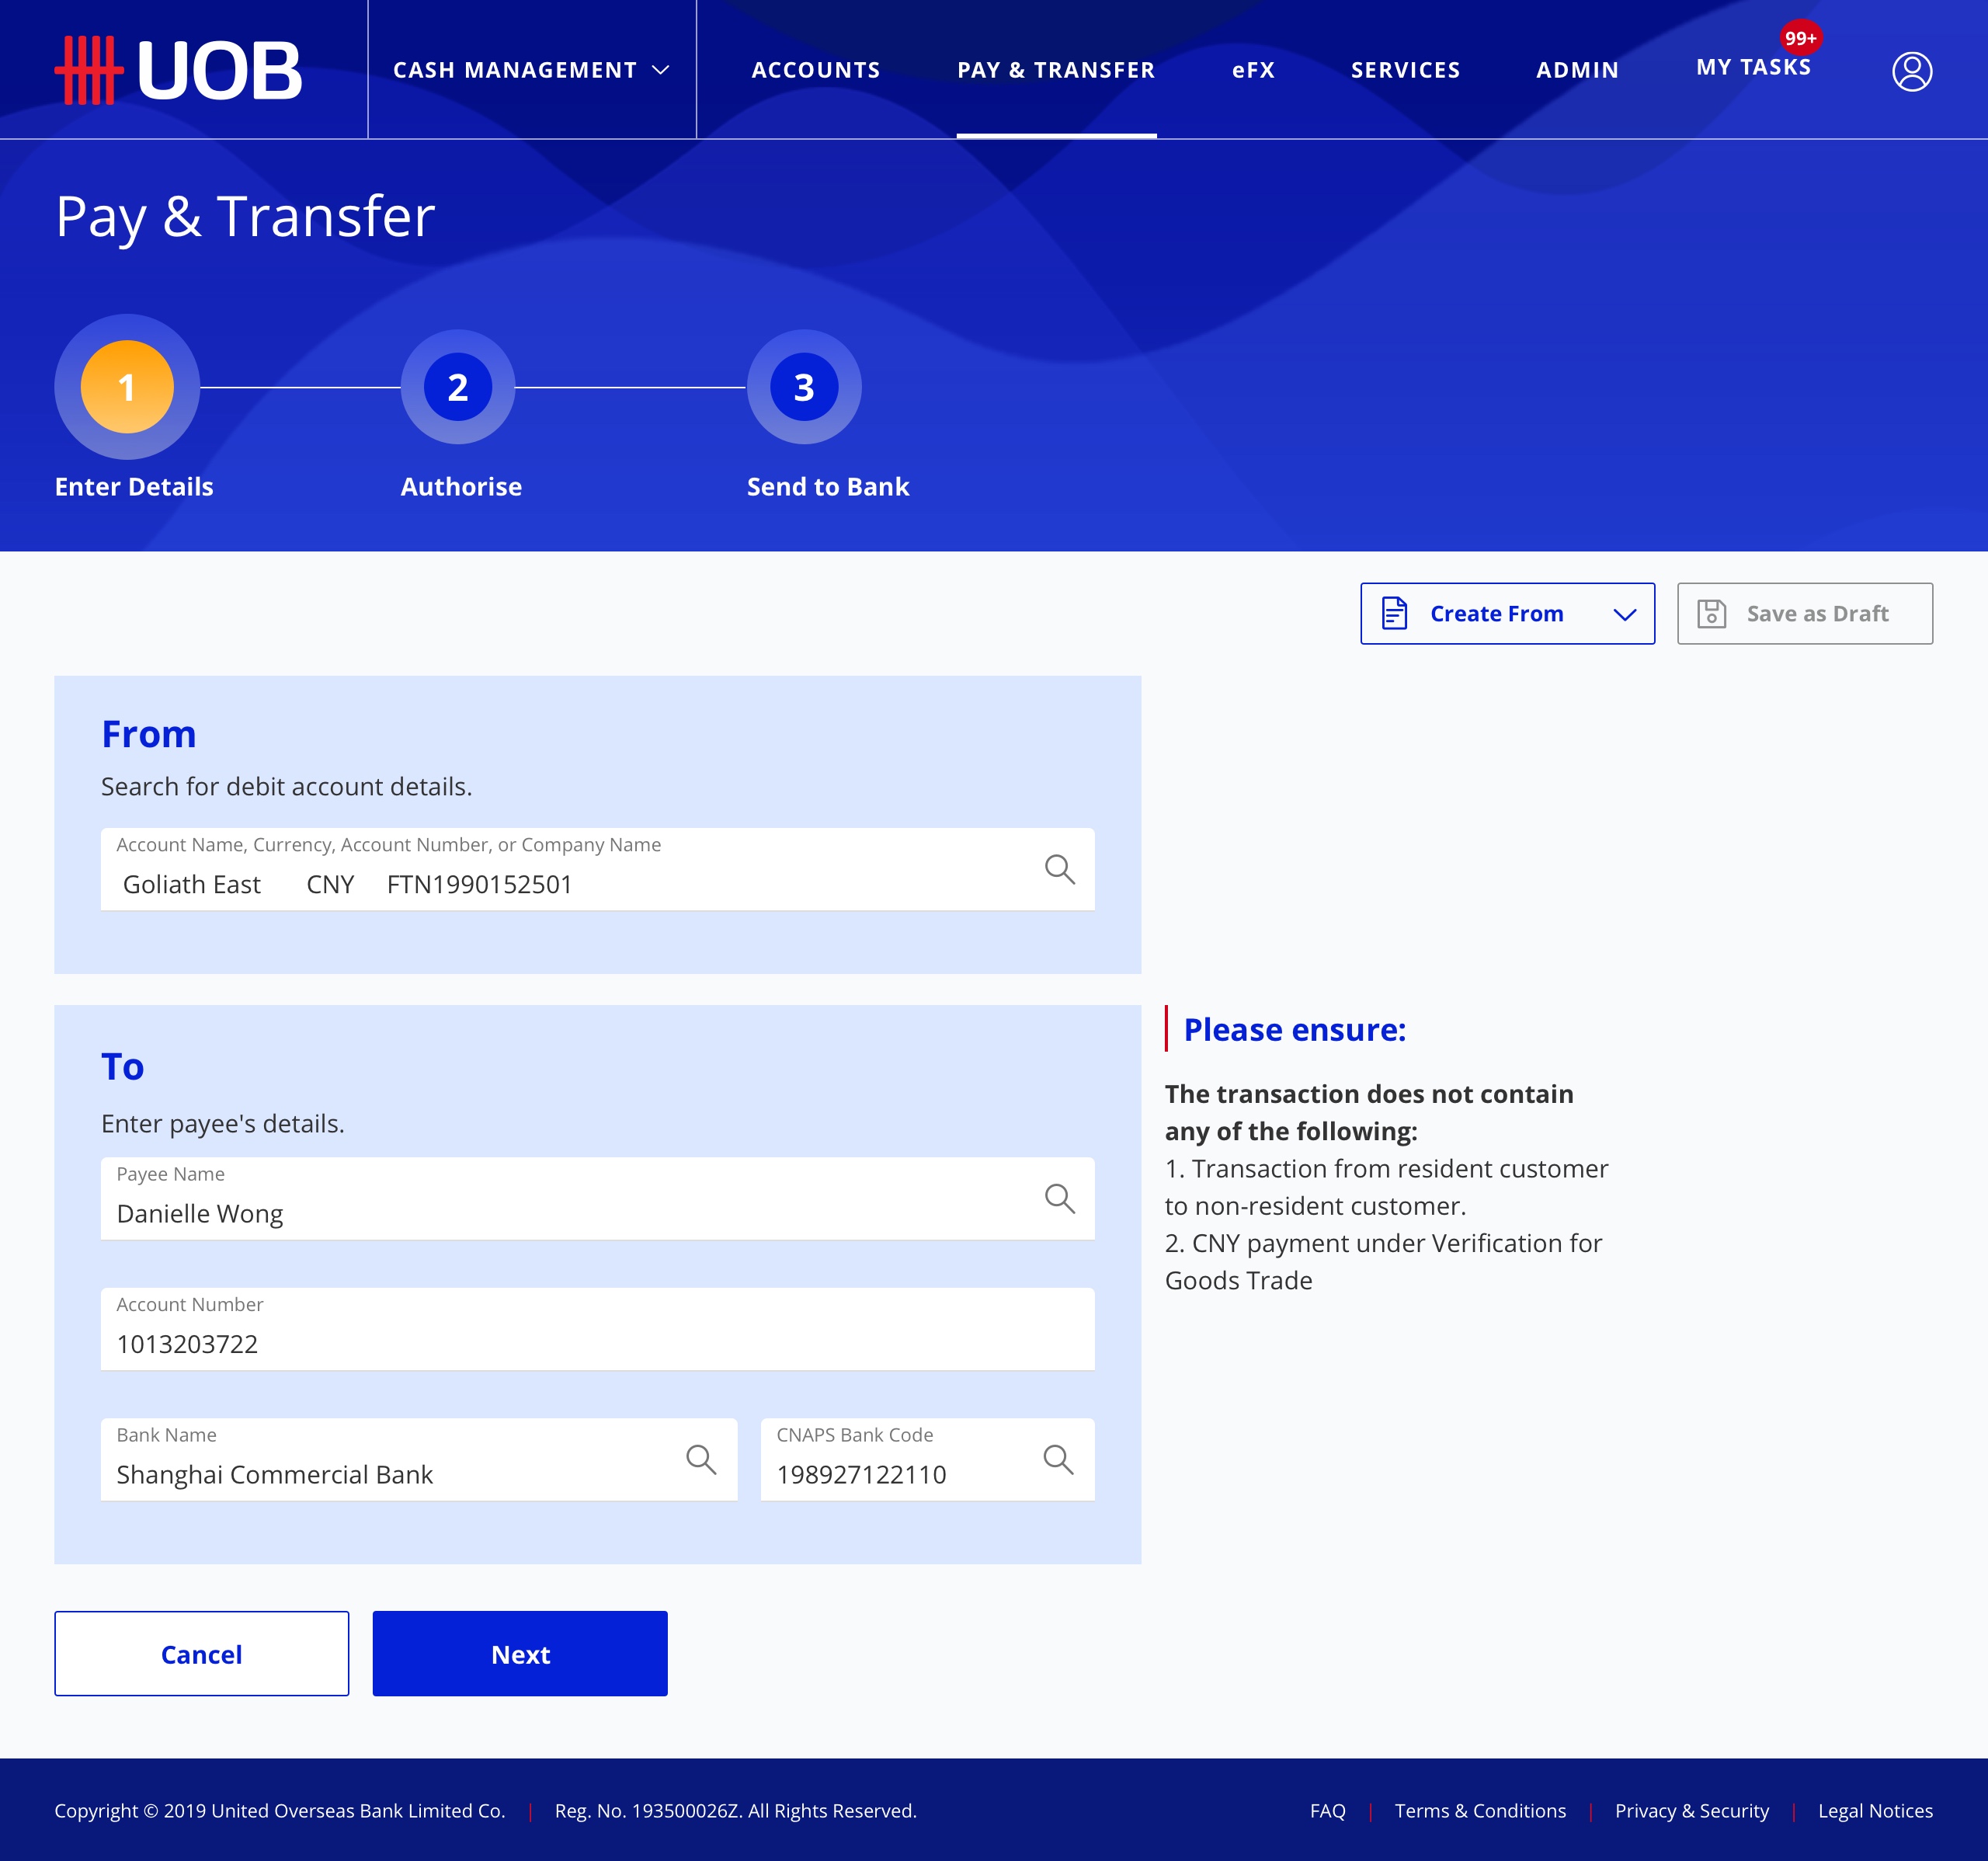 UOB
CASH MANAGEMENT
ACCOUNTS
PAY & TRANSFER
eFX
SERVICES
ADMIN
MY TASKS
99+
Pay & Transfer
1
2
3
Enter Details
Authorise
Send to Bank
Create From
Save as Draft
From
Search for debit account details.
Account Name, Currency, Account Number, or Company Name
Goliath East CNY FTN1990152501
To
Enter payee's details.
Payee Name
Danielle Wong
Account Number
1013203722
Bank Name
Shanghai Commercial Bank
CNAPS Bank Code
198927122110
Please ensure:
The transaction does not contain
any of the following:
1. Transaction from resident customer
to non-resident customer.
2. CNY payment under Verification for
Goods Trade
Cancel
Next
Copyright © 2019 United Overseas Bank Limited Co. | Reg. No. 193500026Z. All Rights Reserved.
FAQ | Terms & Conditions | Privacy & Security | Legal Notices